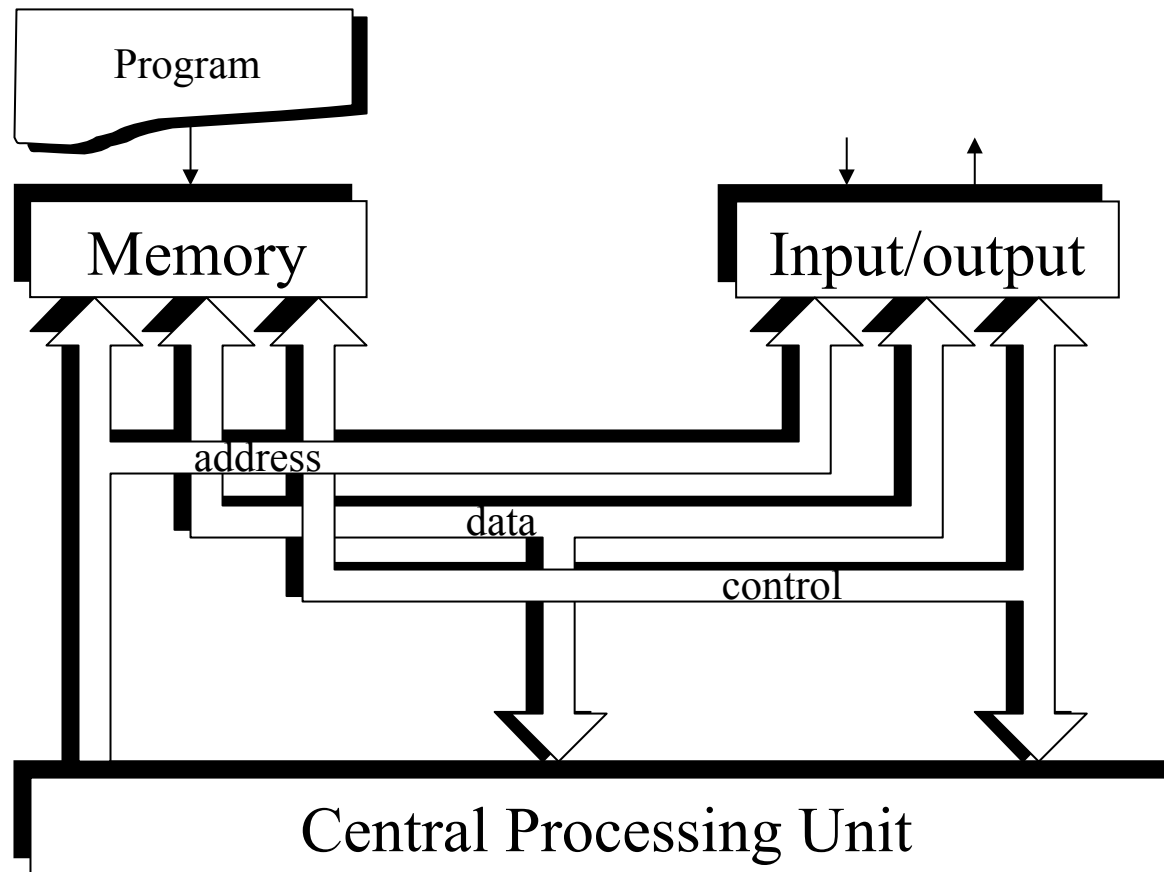 Program
Memory
Input/output
address
data
control
Central Processing Unit